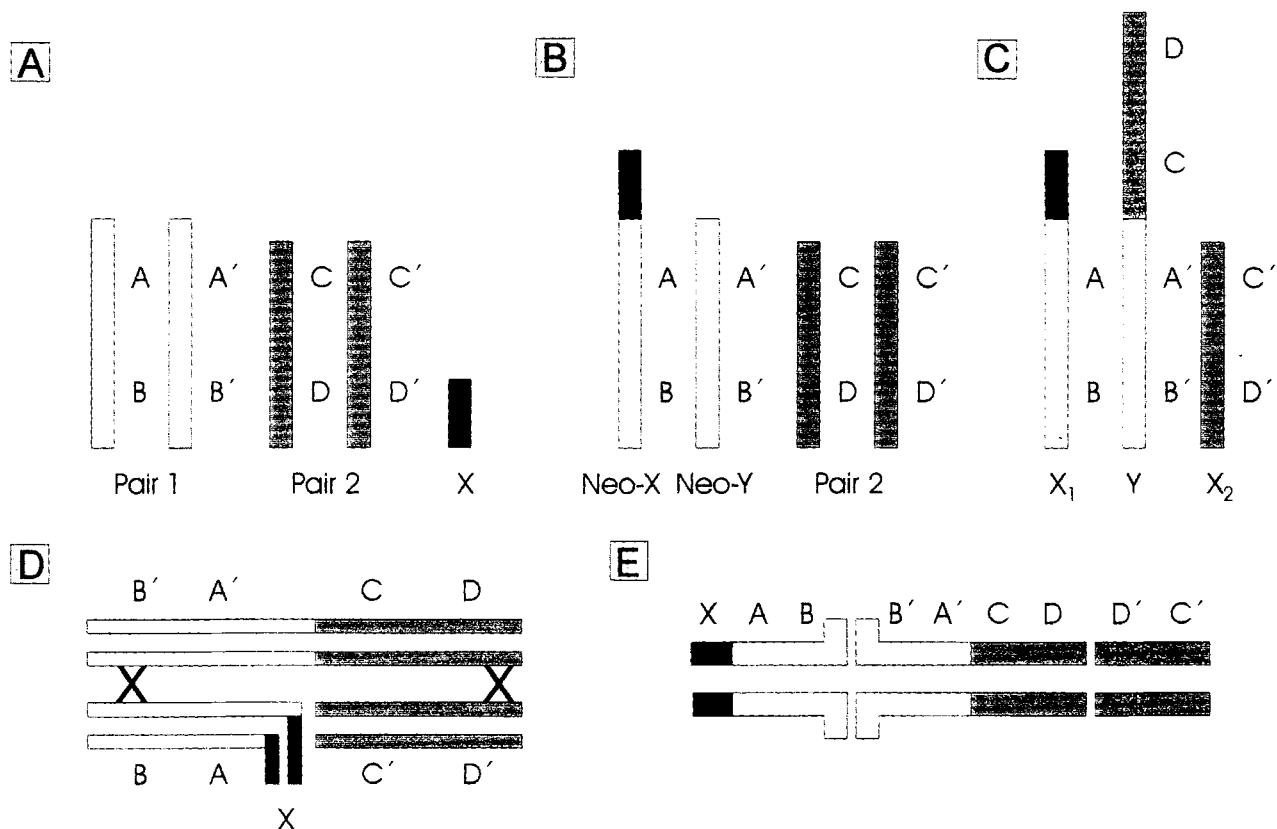 A
A A′ C C′
B B′ D D′
Pair 1 Pair 2 X
B
A A′ C C′
B B′ D D′
Neo-X Neo-Y Pair 2
C
D
C
A A′ C′
B B′ D′
X₁ Y X₂
D
B′ A′ C D
B A C′ D′
X
E
X A B B′ A′ C D D′ C′